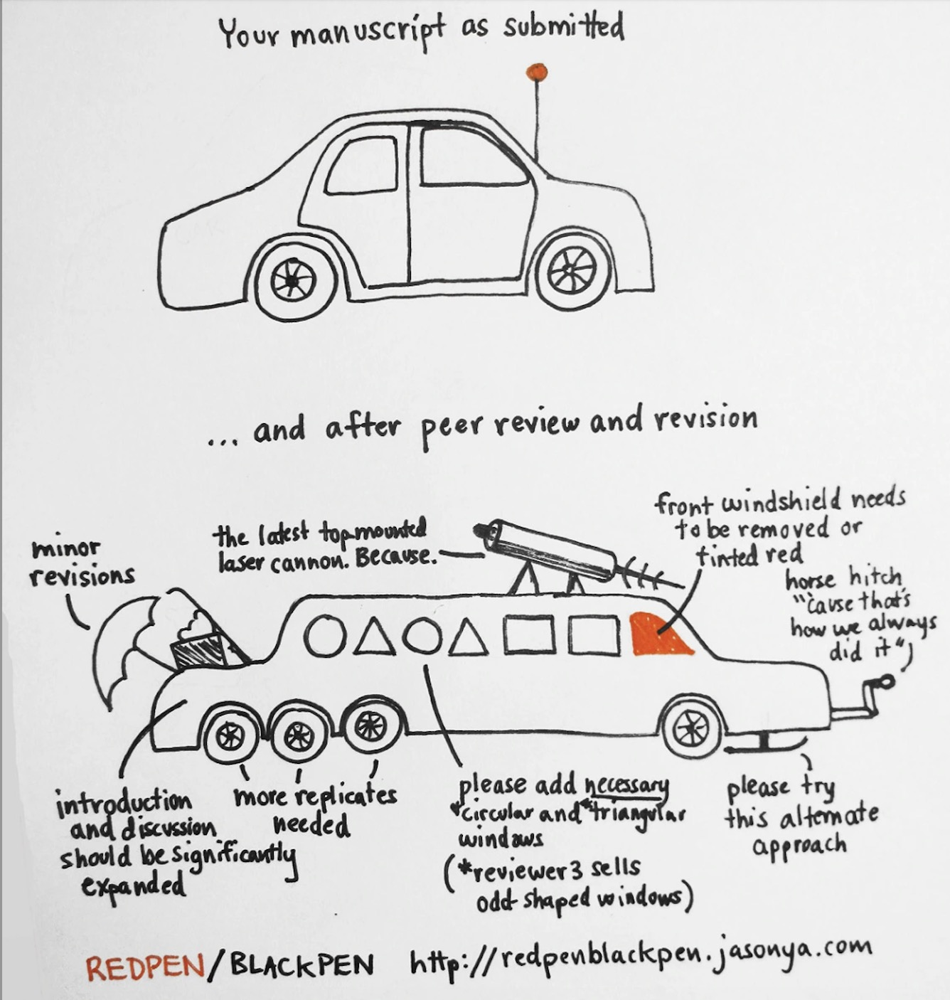 Your manuscript as submitted
... and after peer review and revision
front windshield needs
to be removed or
tinted red
the latest top-mounted
laser cannon. Because.
minor
revisions
horse hitch
"'cause that's
how we always
did it"
introduction
and discussion
should be significantly
expanded
more replicates
needed
please add necessary
*circular and *triangular
windows
(*reviewer 3 sells
odd-shaped windows)
please try
this alternate
approach
REDPEN/BLACKPEN http://redpenblackpen.jasonya.com